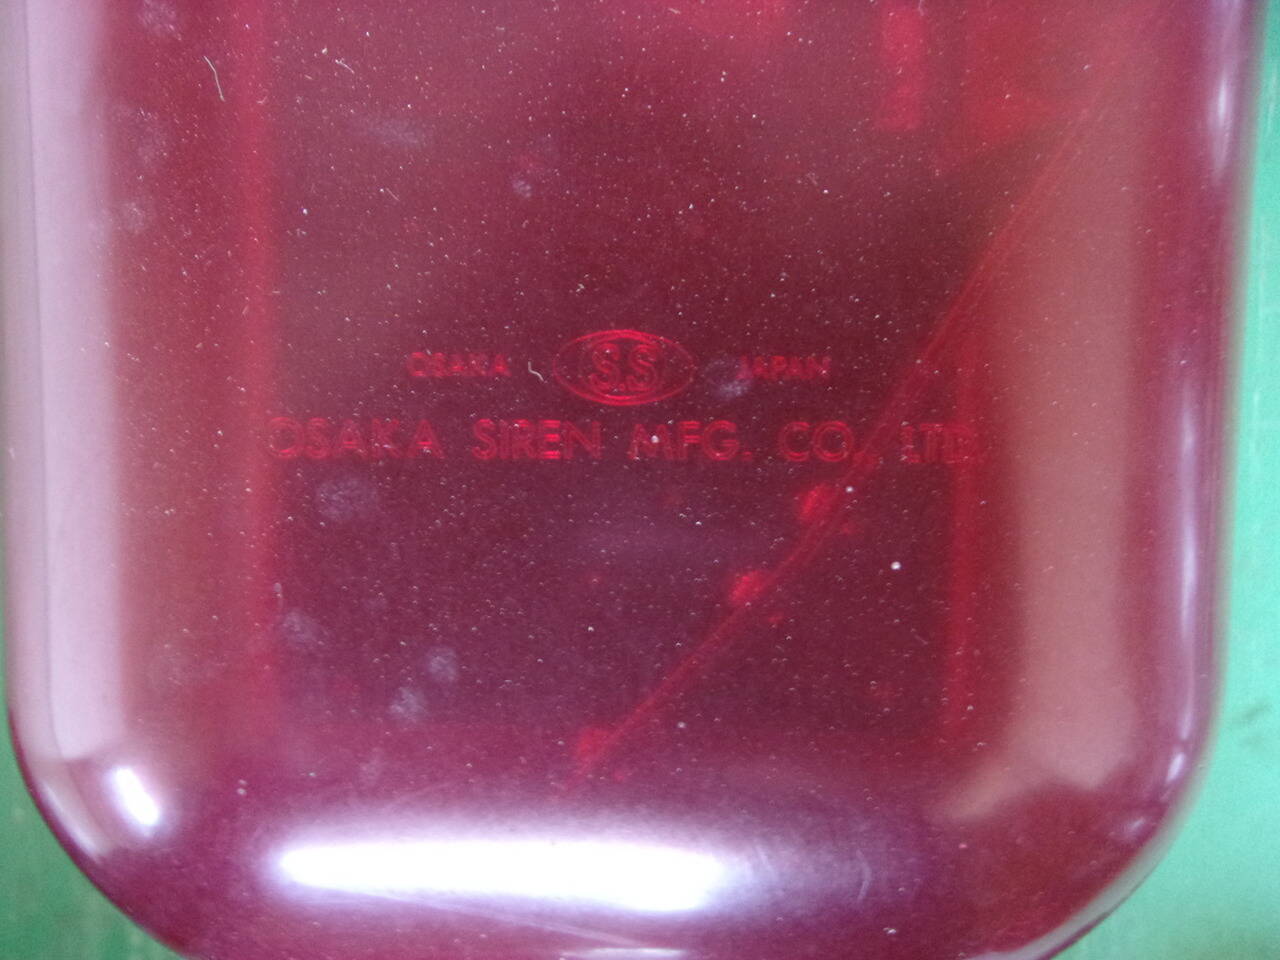 OSAKA S.S JAPAN
OSAKA SIREN MFG. CO., LTD.